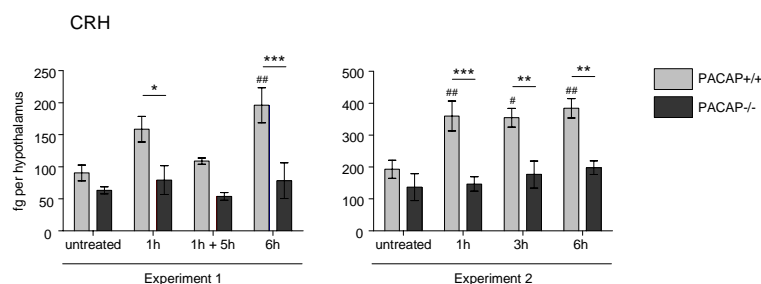 CRH
fg per hypothalamus
250
200
150
100
50
0
*
***
##
untreated
1h
1h + 5h
6h
Experiment 1
500
400
300
200
100
0
***
**
**
##
#
##
untreated
1h
3h
6h
Experiment 2
PACAP+/+
PACAP-/-